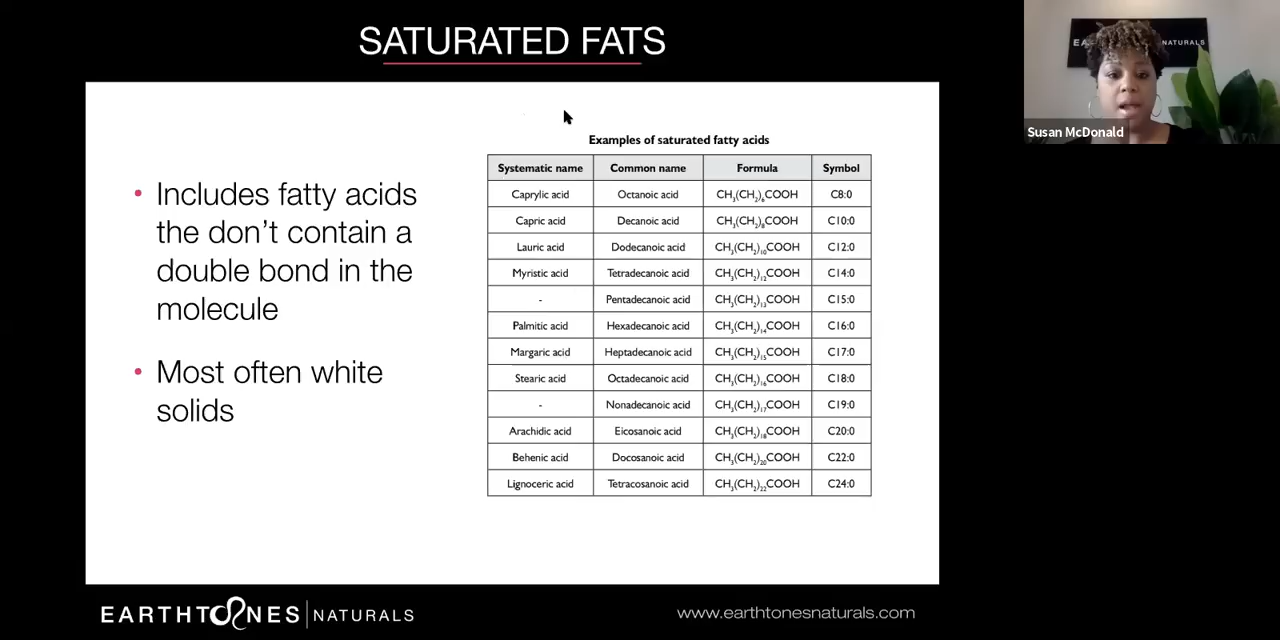 SATURATED FATS
EA
NATURALS
Susan McDonald
• Includes fatty acids
the don't contain a
double bond in the
molecule
• Most often white
solids
Examples of saturated fatty acids
Systematic name Common name Formula Symbol
Caprylic acid Octanoic acid CH₃(CH₂)₆COOH C8:0
Capric acid Decanoic acid CH₃(CH₂)₈COOH C10:0
Lauric acid Dodecanoic acid CH₃(CH₂)₁₀COOH C12:0
Myristic acid Tetradecanoic acid CH₃(CH₂)₁₂COOH C14:0
- Pentadecanoic acid CH₃(CH₂)₁₃COOH C15:0
Palmitic acid Hexadecanoic acid CH₃(CH₂)₁₄COOH C16:0
Margaric acid Heptadecanoic acid CH₃(CH₂)₁₅COOH C17:0
Stearic acid Octadecanoic acid CH₃(CH₂)₁₆COOH C18:0
- Nonadecanoic acid CH₃(CH₂)₁₇COOH C19:0
Arachidic acid Eicosanoic acid CH₃(CH₂)₁₈COOH C20:0
Behenic acid Docosanoic acid CH₃(CH₂)₂₀COOH C22:0
Lignoceric acid Tetracosanoic acid CH₃(CH₂)₂₂COOH C24:0
EARTHTONES NATURALS
www.earthtonesnaturals.com